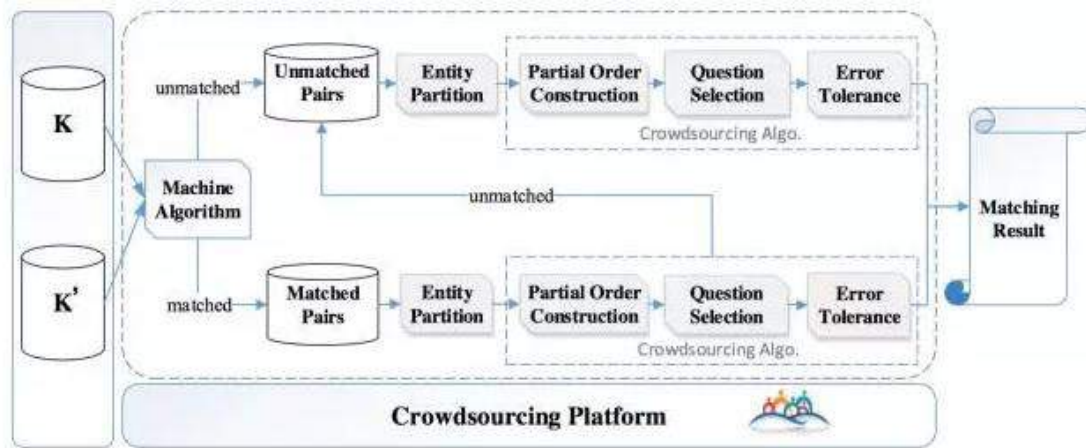 K
K'
Machine
Algorithm
unmatched
matched
Unmatched
Pairs
Entity
Partition
Partial Order
Construction
Question
Selection
Error
Tolerance
Crowdsourcing Algo.
unmatched
Matched
Pairs
Entity
Partition
Partial Order
Construction
Question
Selection
Error
Tolerance
Crowdsourcing Algo.
Matching
Result
Crowdsourcing Platform